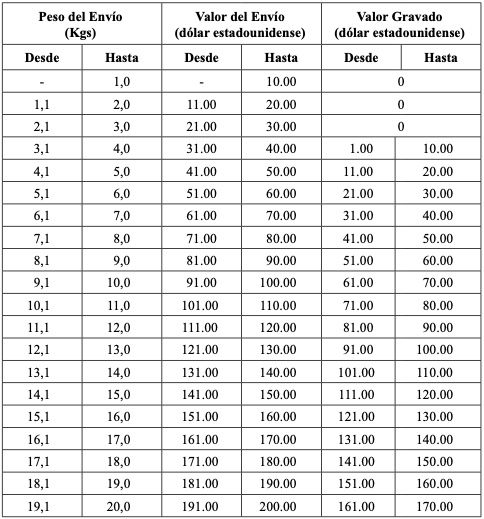 Peso del Envío Valor del Envío Valor Gravado
(Kgs) (dólar estadounidense) (dólar estadounidense)
Desde Hasta Desde Hasta Desde Hasta
- 1,0 - 10.00 0
1,1 2,0 11.00 20.00 0
2,1 3,0 21.00 30.00 0
3,1 4,0 31.00 40.00 1.00 10.00
4,1 5,0 41.00 50.00 11.00 20.00
5,1 6,0 51.00 60.00 21.00 30.00
6,1 7,0 61.00 70.00 31.00 40.00
7,1 8,0 71.00 80.00 41.00 50.00
8,1 9,0 81.00 90.00 51.00 60.00
9,1 10,0 91.00 100.00 61.00 70.00
10,1 11,0 101.00 110.00 71.00 80.00
11,1 12,0 111.00 120.00 81.00 90.00
12,1 13,0 121.00 130.00 91.00 100.00
13,1 14,0 131.00 140.00 101.00 110.00
14,1 15,0 141.00 150.00 111.00 120.00
15,1 16,0 151.00 160.00 121.00 130.00
16,1 17,0 161.00 170.00 131.00 140.00
17,1 18,0 171.00 180.00 141.00 150.00
18,1 19,0 181.00 190.00 151.00 160.00
19,1 20,0 191.00 200.00 161.00 170.00